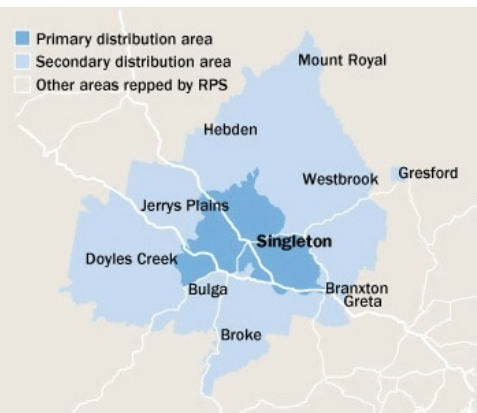 Primary distribution area
Secondary distribution area
Other areas repped by RPS
Mount Royal
Hebden
Westbrook
Gresford
Jerrys Plains
Singleton
Doyles Creek
Bulga
Branxton
Greta
Broke